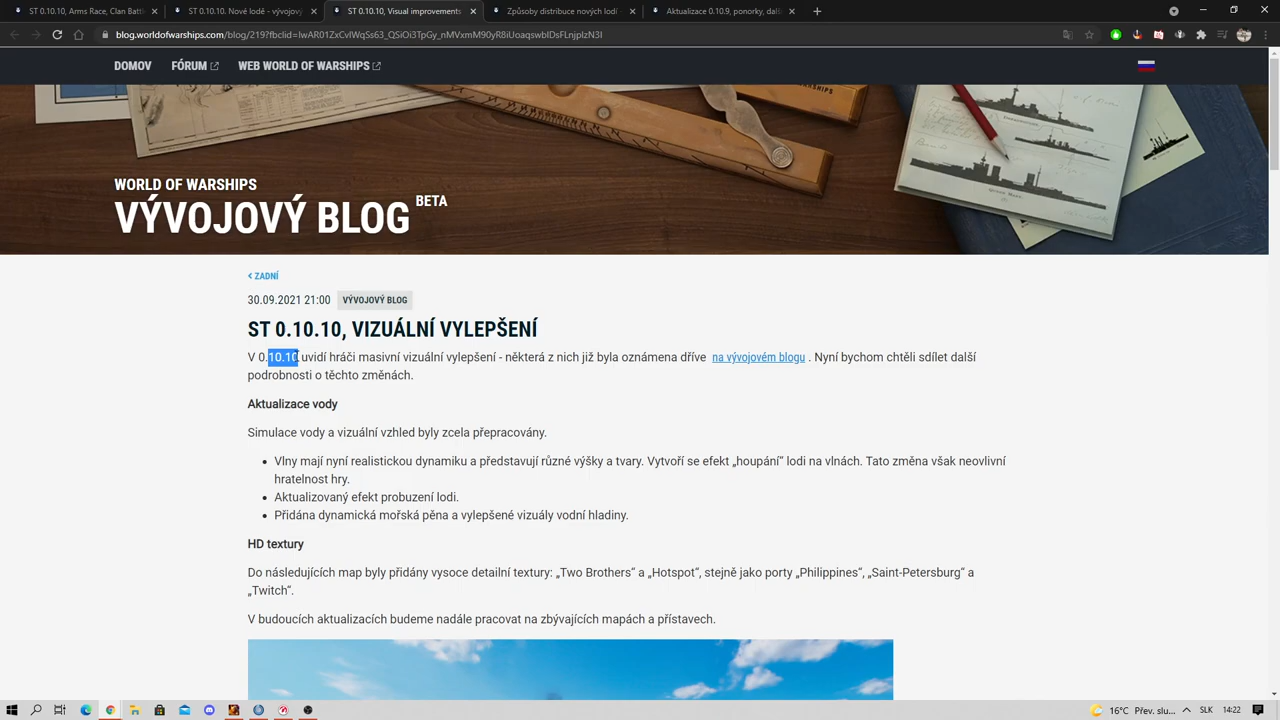 ST 0.10.10, Arms Race, Clan Battl
ST 0.10.10, Změny nosnosti - Vývoj
ST 0.10.10, Visual improvements
Způsoby distribuce nových lodí
Aktualizace 0.10.9, ponorky, dal
blog.worldofwarships.com/blog/219?fbclid=IwAR01ZxCvIWqSs63_QSiOi3TpGy_nMVxmM90yR8iUoaqswbIDsFLnjplzN3I
DOMOV FÓRUM WEB WORLD OF WARSHIPS
WORLD OF WARSHIPS
VÝVOJOVÝ BLOG BETA
ZADNÍ
30.09.2021 21:00 VÝVOJOVÝ BLOG
ST 0.10.10, VIZUÁLNÍ VYLEPŠENÍ
V 0.10.10 uvidí hráči masivní vizuální vylepšení - některá z nich již byla oznámena dříve na vývojovém blogu . Nyní bychom chtěli sdílet další
podrobnosti o těchto změnách.
Aktualizace vody
Simulace vody a vizuální vzhled byly zcela přepracovány.
Vlny mají nyní realistickou dynamiku a představují různé výšky a tvary. Vytvoří se efekt „houpání“ lodi na vlnách. Tato změna však neovlivní
hratelnost hry.
Aktualizovaný efekt probuzení lodi.
Přidána dynamická mořská pěna a vylepšené vizuály vodní hladiny.
HD textury
Do následujících map byly přidány vysoce detailní textury: „Two Brothers“ a „Hotspot“, stejně jako porty „Philippines“, „Saint-Petersburg“ a
„Twitch“.
V budoucích aktualizacích budeme nadále pracovat na zbývajících mapách a přístavech.
16°C Přev. slu... SLK 14:22